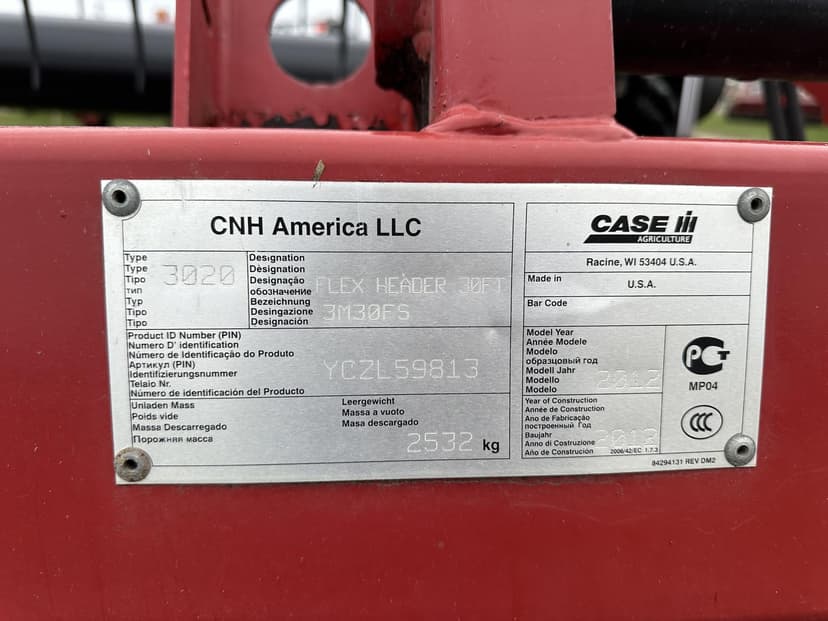 CNH America LLC
Type
Type
Tipo
тип
Typ
Tipo
Tipo
3020
Designation
Dèsignation
Designação
обозначение
Bezeichnung
Desingazione
Designación
FLEX HEADER 30FT
3M30FS
Product ID Number (PIN)
Numero D' identification
Número de Identificação do Produto
Артикул (PIN)
Identifizierungsnummer
Telaio Nr.
Número de identificación del Producto
YCZL59813
Unladen Mass
Poids vide
Massa Descarregado
Порожняя масса
Leergewicht
Massa a vuoto
Masa descargado
2532 kg
CASE IH
AGRICULTURE
Racine, WI 53404 U.S.A.
Made in
U.S.A.
Bar Code
Model Year
Année Modele
Modelo
образцовый год
Modell Jahr
Modello
Modelo
2012
Year of Construction
Année de Construction
Ano de Fabricação
построенный Год
Baujahr
Anno di Costruzione
Año de Construción
2006/42/EC 1.7.3
PCT
MP04
CCC
84294131 REV DM2